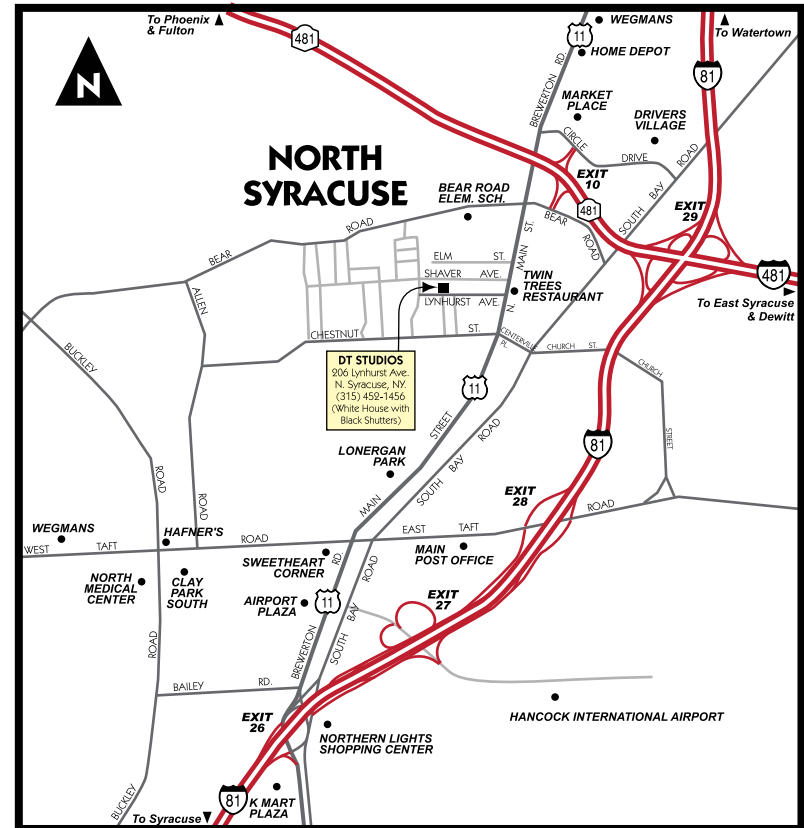 To Phoenix
& Fulton
481
WEGMANS
11
HOME DEPOT
To Watertown
81
N
BREWERTON RD.
MARKET
PLACE
DRIVERS
VILLAGE
CIRCLE
DRIVE
NORTH
SYRACUSE
EXIT
10
481
SOUTH BAY ROAD
EXIT
29
BEAR ROAD
ELEM. SCH.
BEAR ROAD
BEAR ROAD
N. MAIN ST.
ELM ST.
SHAVER AVE.
LYNHURST AVE.
TWIN
TREES
RESTAURANT
481
To East Syracuse
& Dewitt
ALLEN ROAD
BUCKLEY ROAD
CHESTNUT ST.
CENTERVILLE
PL.
CHURCH ST.
CHURCH STREET
DT STUDIOS
206 Lynhurst Ave.
N. Syracuse, NY.
(315) 452-1456
(White House with
Black Shutters)
11
MAIN STREET
SOUTH BAY ROAD
81
LONERGAN
PARK
EXIT
28
WEGMANS
HAFNER'S
WEST TAFT ROAD
EAST TAFT ROAD
SWEETHEART
CORNER
MAIN
POST OFFICE
NORTH
MEDICAL
CENTER
CLAY
PARK
SOUTH
AIRPORT
PLAZA
11
EXIT
27
BREWERTON RD.
SOUTH BAY ROAD
BUCKLEY ROAD
BAILEY RD.
EXIT
26
NORTHERN LIGHTS
SHOPPING CENTER
HANCOCK INTERNATIONAL AIRPORT
81
K MART
PLAZA
To Syracuse